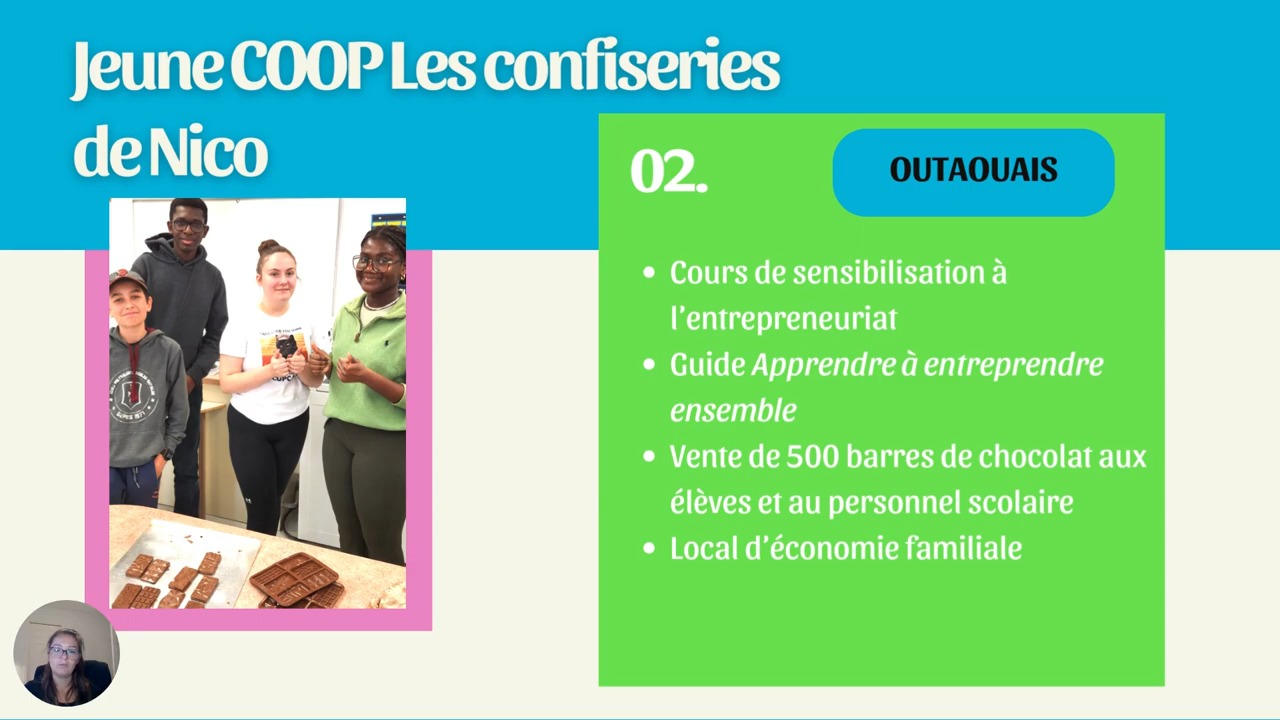 Jeune COOP Les confiseries
de Nico
02.
OUTAOUAIS
• Cours de sensibilisation à
l’entrepreneuriat
• Guide Apprendre à entreprendre
ensemble
• Vente de 500 barres de chocolat aux
élèves et au personnel scolaire
• Local d’économie familiale